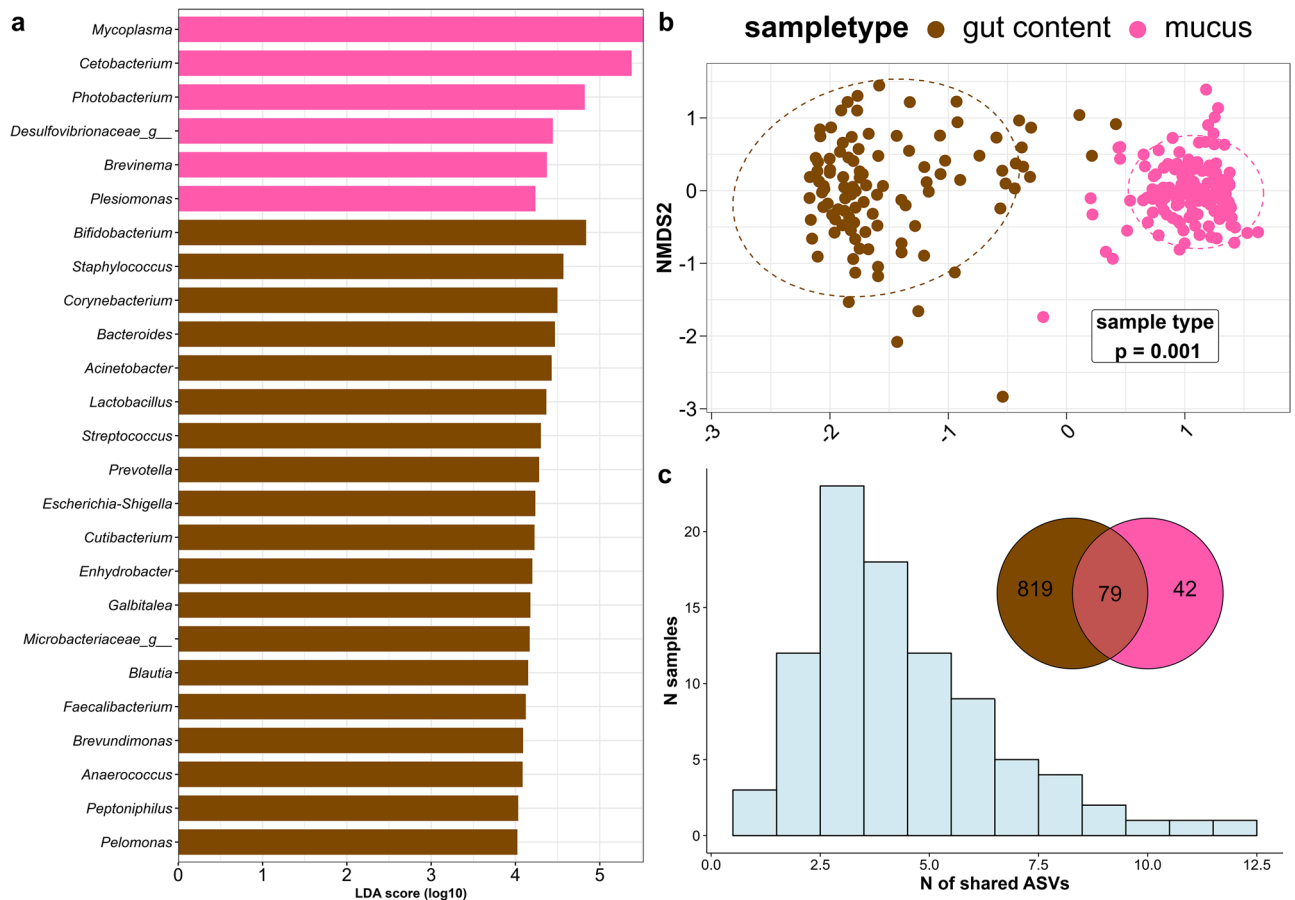 a
Mycoplasma
Cetobacterium
Photobacterium
Desulfovibrionaceae_g__
Brevinema
Plesiomonas
Bifidobacterium
Staphylococcus
Corynebacterium
Bacteroides
Acinetobacter
Lactobacillus
Streptococcus
Prevotella
Escherichia-Shigella
Cutibacterium
Enhydrobacter
Galbitalea
Microbacteriaceae_g__
Blautia
Faecalibacterium
Brevundimonas
Anaerococcus
Peptoniphilus
Pelomonas
0 1 2 3 4 5
LDA score (log10)
b
sampletype gut content mucus
NMDS2
1
0
-1
-2
-3
-3 -2 -1 0 1
sample type
p = 0.001
c
N samples
20
15
10
5
0
819 79 42
0.0 2.5 5.0 7.5 10.0 12.5
N of shared ASVs